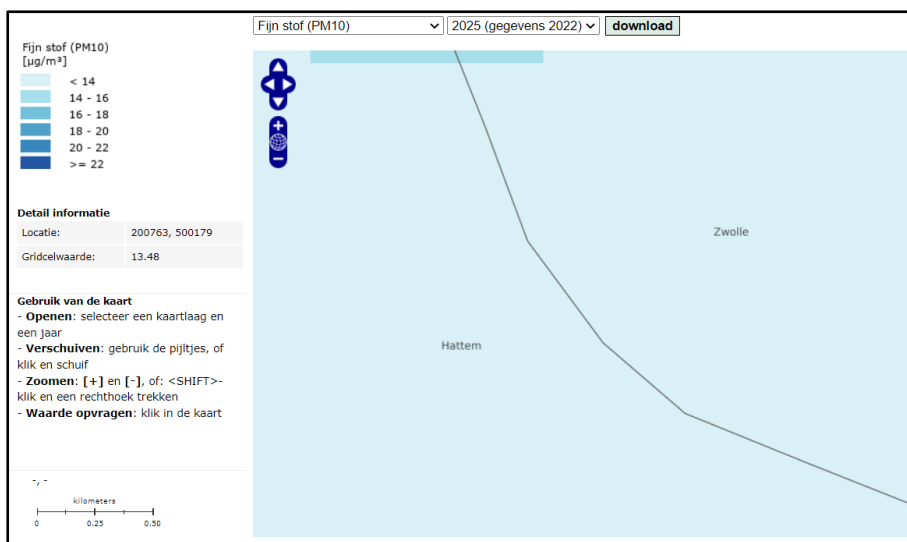 Fijn stof (PM10) 2025 (gegevens 2022) download
Fijn stof (PM10)
[µg/m³]
< 14
14 - 16
16 - 18
18 - 20
20 - 22
>= 22
Detail informatie
Locatie: 200763, 500179
Gridcelwaarde: 13.48
Gebruik van de kaart
- Openen: selecteer een kaartlaag en
een jaar
- Verschuiven: gebruik de pijltjes, of
klik en schuif
- Zoomen: [+] en [-], of: <SHIFT>-
klik en een rechthoek trekken
- Waarde opvragen: klik in de kaart
-, -
kilometers
0 0.25 0.50
Zwolle
Hattem